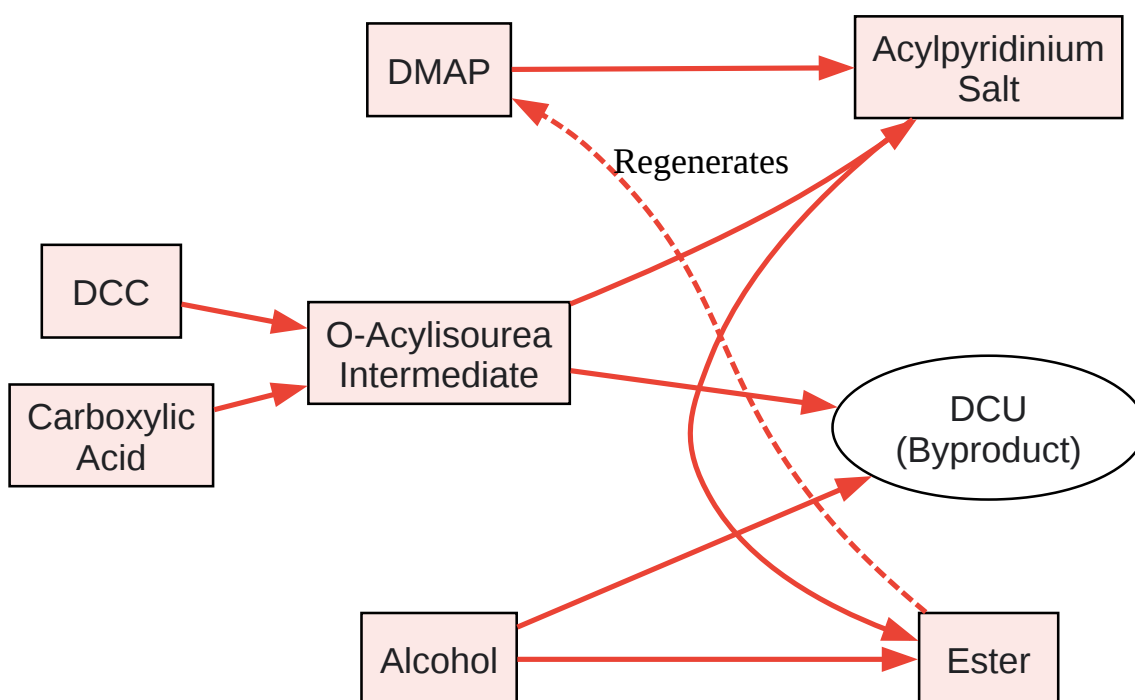 DMAP
Acylpyridinium
Salt
Regenerates
DCC
O-Acylisourea
Intermediate
Carboxylic
Acid
DCU
(Byproduct)
Alcohol
Ester